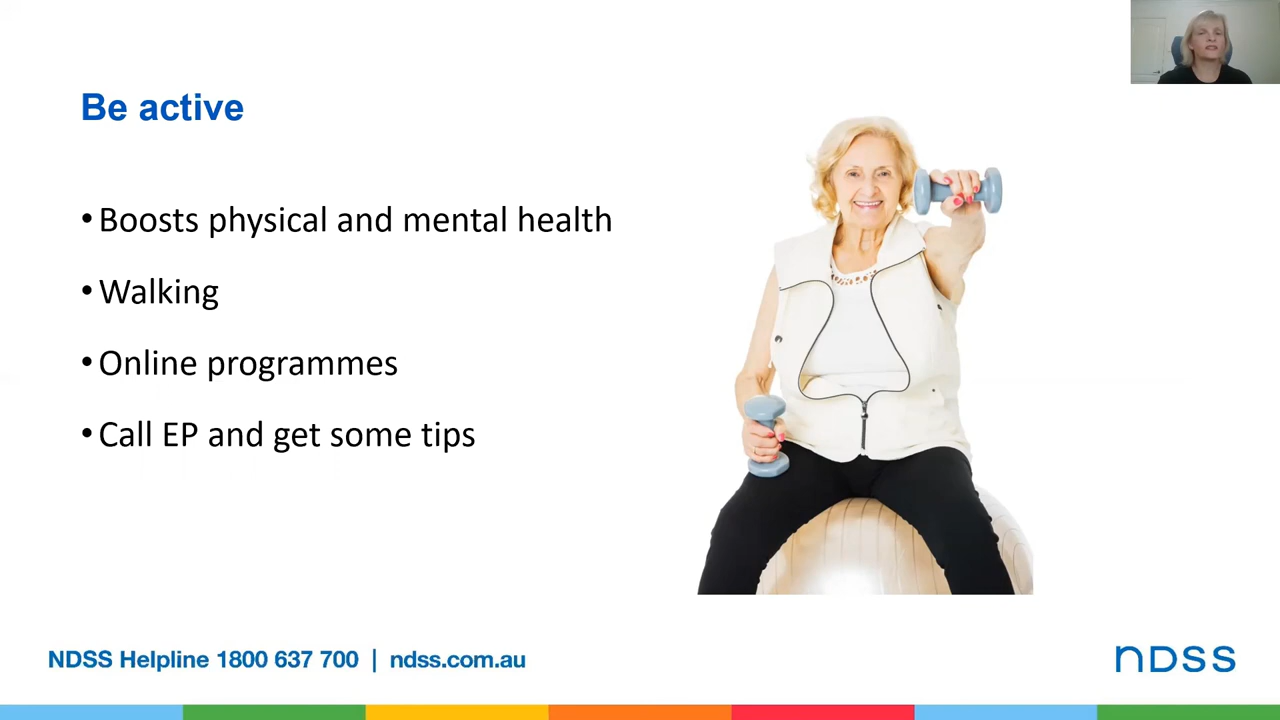 Be active
• Boosts physical and mental health
• Walking
• Online programmes
• Call EP and get some tips
NDSS Helpline 1800 637 700 | ndss.com.au
ndss